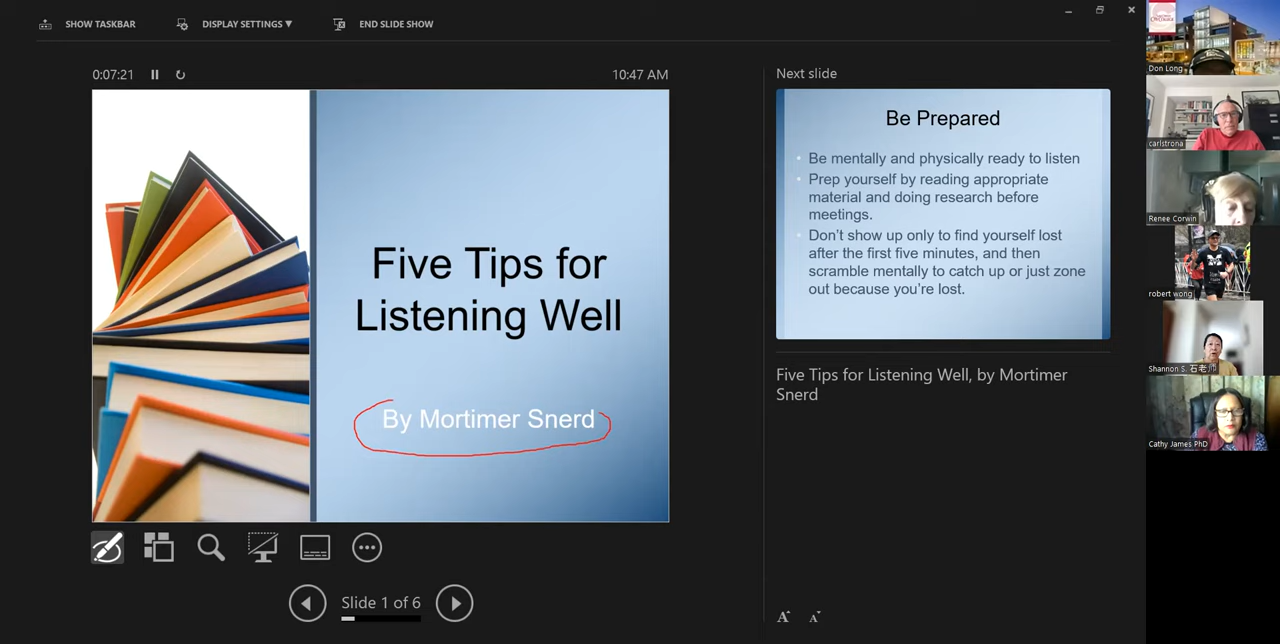 SHOW TASKBAR
DISPLAY SETTINGS ▼
END SLIDE SHOW
0:07:21
10:47 AM
Five Tips for
Listening Well
By Mortimer Snerd
Slide 1 of 6
Next slide
Be Prepared
• Be mentally and physically ready to listen
• Prep yourself by reading appropriate
material and doing research before
meetings.
• Don't show up only to find yourself lost
after the first five minutes, and then
scramble mentally to catch up or just zone
out because you're lost.
Five Tips for Listening Well, by Mortimer
Snerd
A A
Don Long
carlstrona
Renee Corwin
robert wong
Shannon S. 石老师
Cathy James PhD